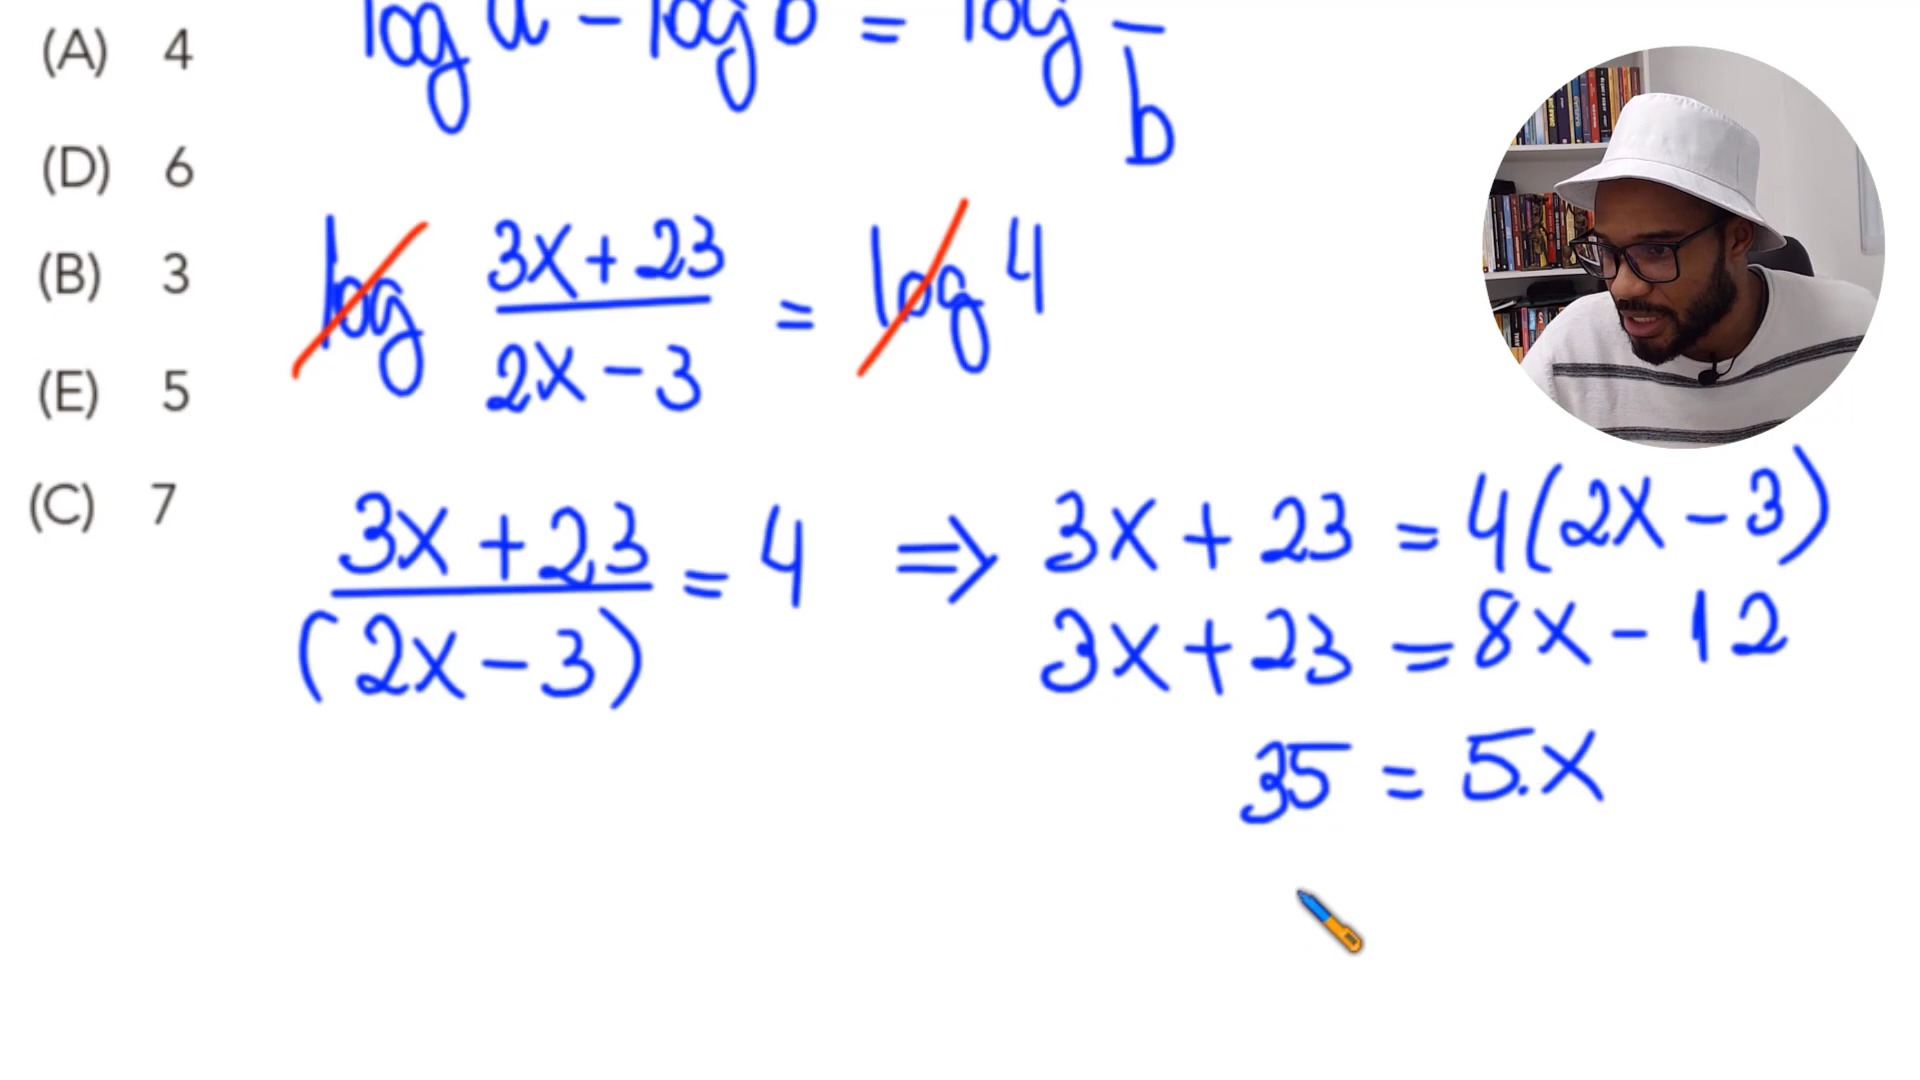 (A) 4
log a - log b = log — b
(D) 6
(B) 3
log 3x+23 / 2x-3 = log 4
(E) 5
(C) 7
3x+23 / (2x-3) = 4 ⇒ 3x + 23 = 4(2x-3)
3x+23 = 8x-12
35 = 5.x